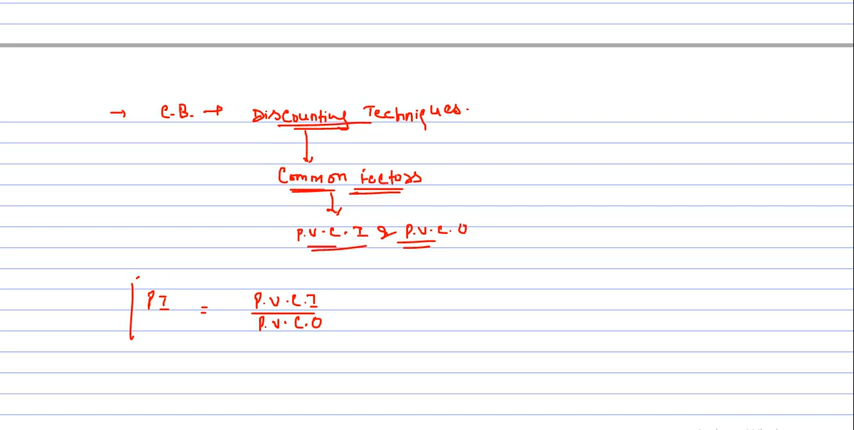 → C.B. → Discounting Techniques.
↓
Common factors
↓
P.V.C.I & P.V.C.O
PI = P.V.C.I
P.V.C.O